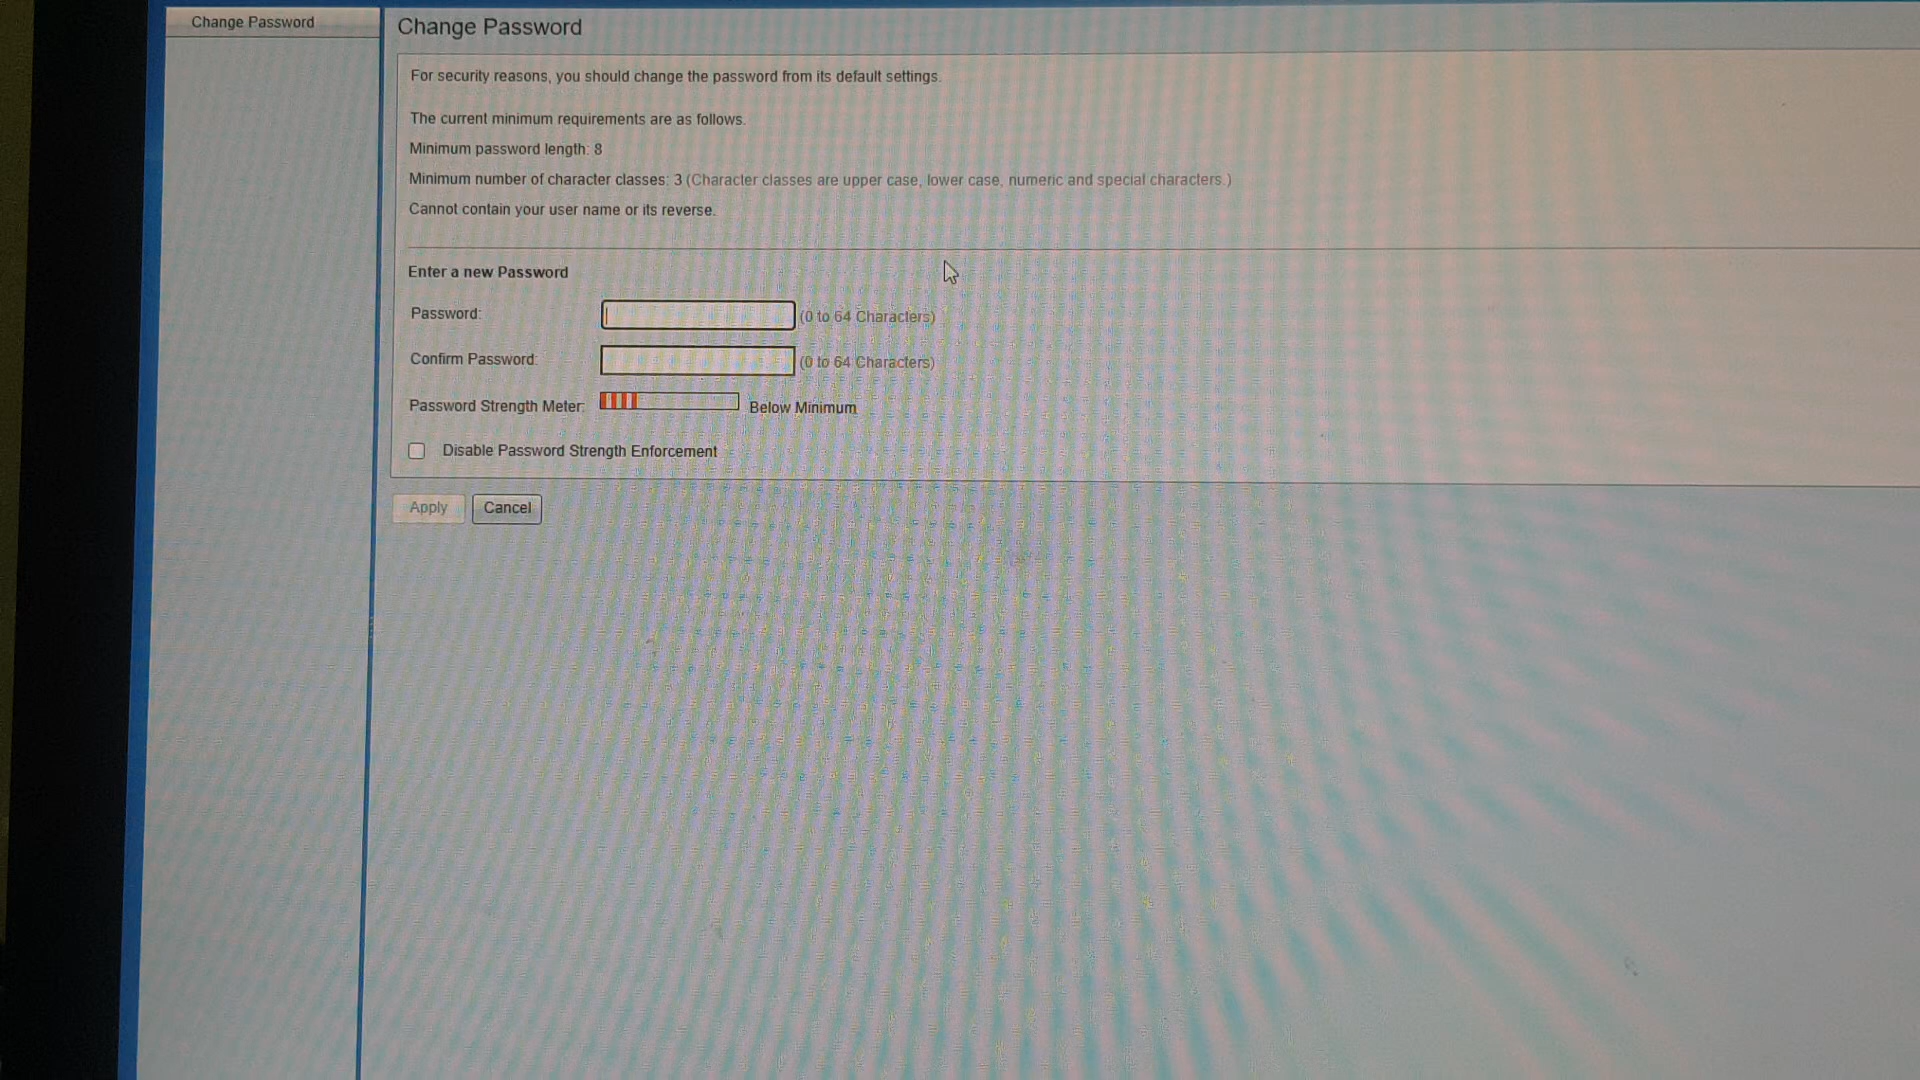 Change Password
Change Password
For security reasons, you should change the password from its default settings.
The current minimum requirements are as follows.
Minimum password length: 8
Minimum number of character classes: 3 (Character classes are upper case, lower case, numeric and special characters.)
Cannot contain your user name or its reverse.
Enter a new Password
Password: (0 to 64 Characters)
Confirm Password: (0 to 64 Characters)
Password Strength Meter: Below Minimum
Disable Password Strength Enforcement
Apply Cancel